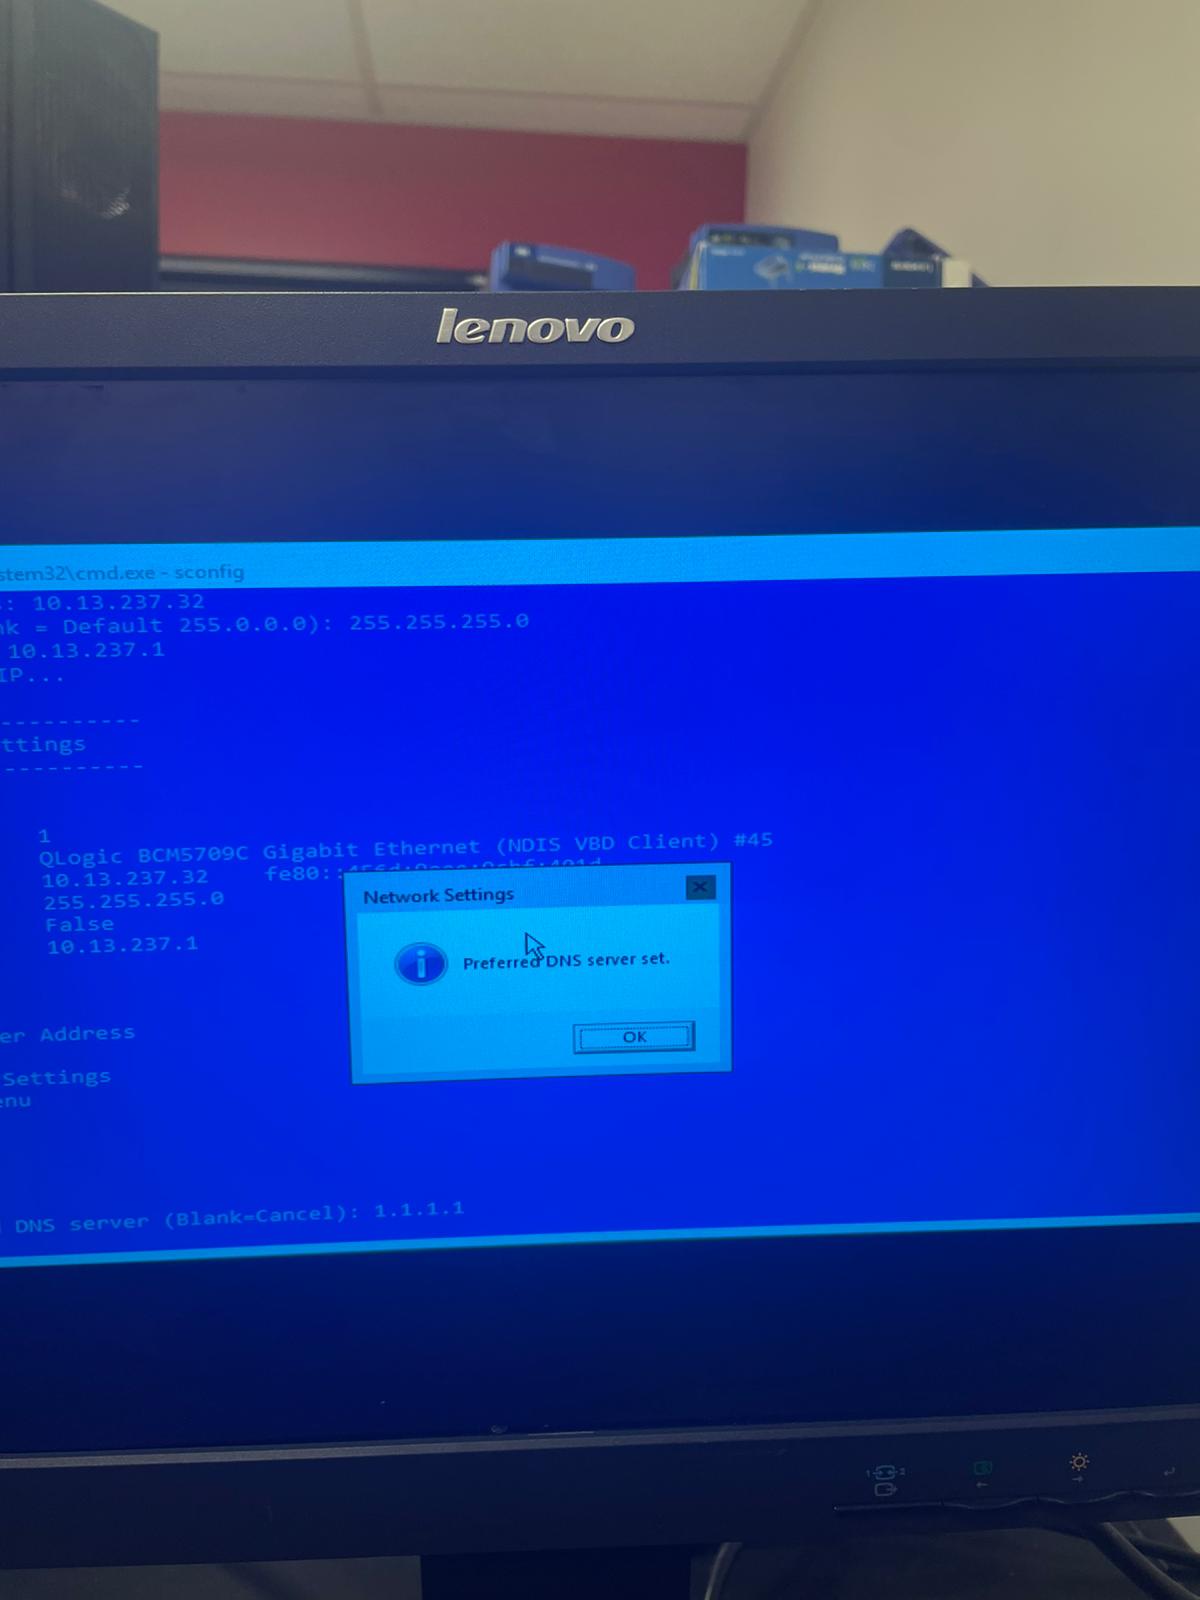 lenovo
stem32\cmd.exe - sconfig
: 10.13.237.32
nk = Default 255.0.0.0): 255.255.255.0
10.13.237.1
IP...
----------
ttings
----------
1
QLogic BCM5709C Gigabit Ethernet (NDIS VBD Client) #45
10.13.237.32 fe80::
255.255.255.0
False
10.13.237.1
Network Settings
Preferred DNS server set.
OK
er Address
Settings
enu
DNS server (Blank=Cancel): 1.1.1.1